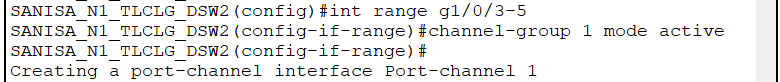 SANISA_N1_TLCLG_DSW2(config)#int range g1/0/3-5
SANISA_N1_TLCLG_DSW2(config-if-range)#channel-group 1 mode active
SANISA_N1_TLCLG_DSW2(config-if-range)#
Creating a port-channel interface Port-channel 1